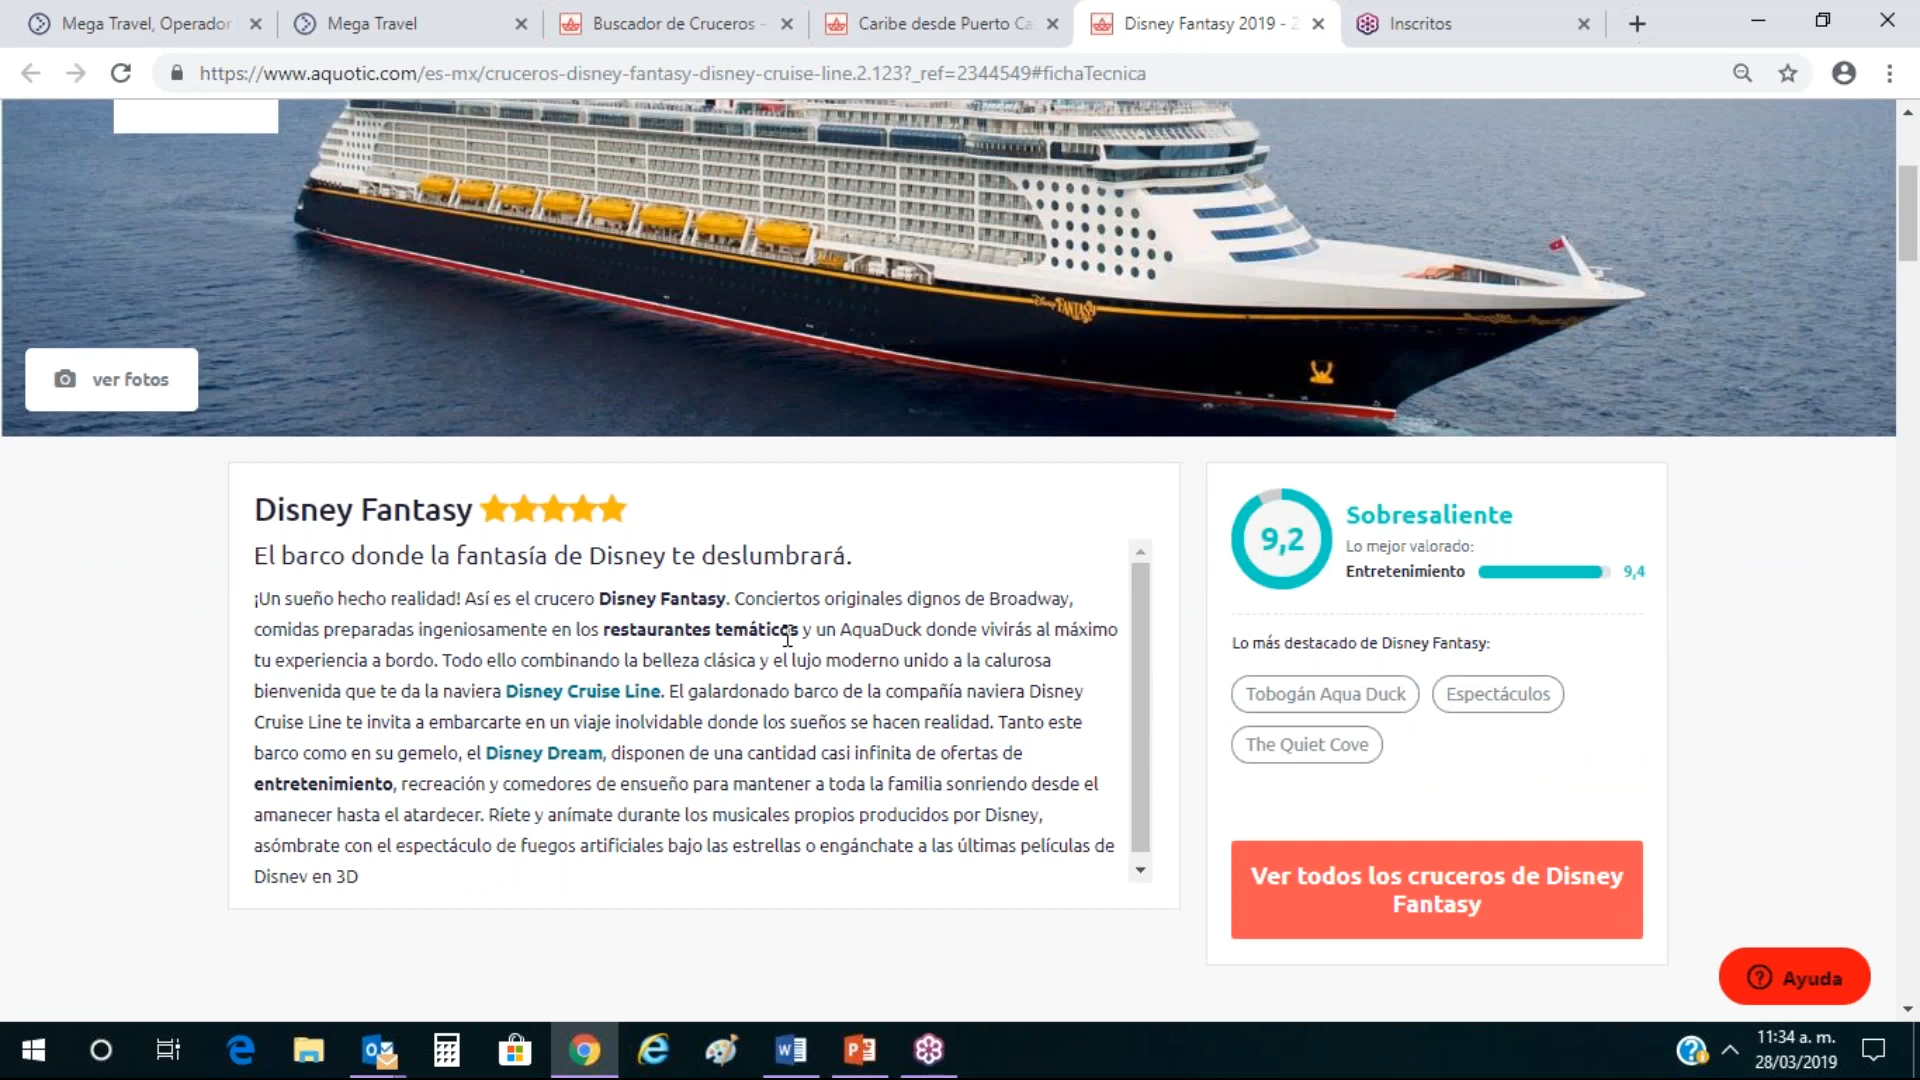 Mega Travel, Operador
Mega Travel
Buscador de Cruceros -
Caribe desde Puerto Ca
Disney Fantasy 2019 - 2
Inscritos
https://www.aquotic.com/es-mx/cruceros-disney-fantasy-disney-cruise-line.2.123?_ref=2344549#fichaTecnica
Disney FANTASY
ver fotos
Disney Fantasy
El barco donde la fantasía de Disney te deslumbrará.
¡Un sueño hecho realidad! Así es el crucero Disney Fantasy. Conciertos originales dignos de Broadway,
comidas preparadas ingeniosamente en los restaurantes temáticos y un AquaDuck donde vivirás al máximo
tu experiencia a bordo. Todo ello combinando la belleza clásica y el lujo moderno unido a la calurosa
bienvenida que te da la naviera Disney Cruise Line. El galardonado barco de la compañía naviera Disney
Cruise Line te invita a embarcarte en un viaje inolvidable donde los sueños se hacen realidad. Tanto este
barco como en su gemelo, el Disney Dream, disponen de una cantidad casi infinita de ofertas de
entretenimiento, recreación y comedores de ensueño para mantener a toda la familia sonriendo desde el
amanecer hasta el atardecer. Ríete y anímate durante los musicales propios producidos por Disney,
asómbrate con el espectáculo de fuegos artificiales bajo las estrellas o engánchate a las últimas películas de
Disney en 3D
9,2
Sobresaliente
Lo mejor valorado:
Entretenimiento 9,4
Lo más destacado de Disney Fantasy:
Tobogán Aqua Duck
Espectáculos
The Quiet Cove
Ver todos los cruceros de Disney
Fantasy
Ayuda
11:34 a. m.
28/03/2019